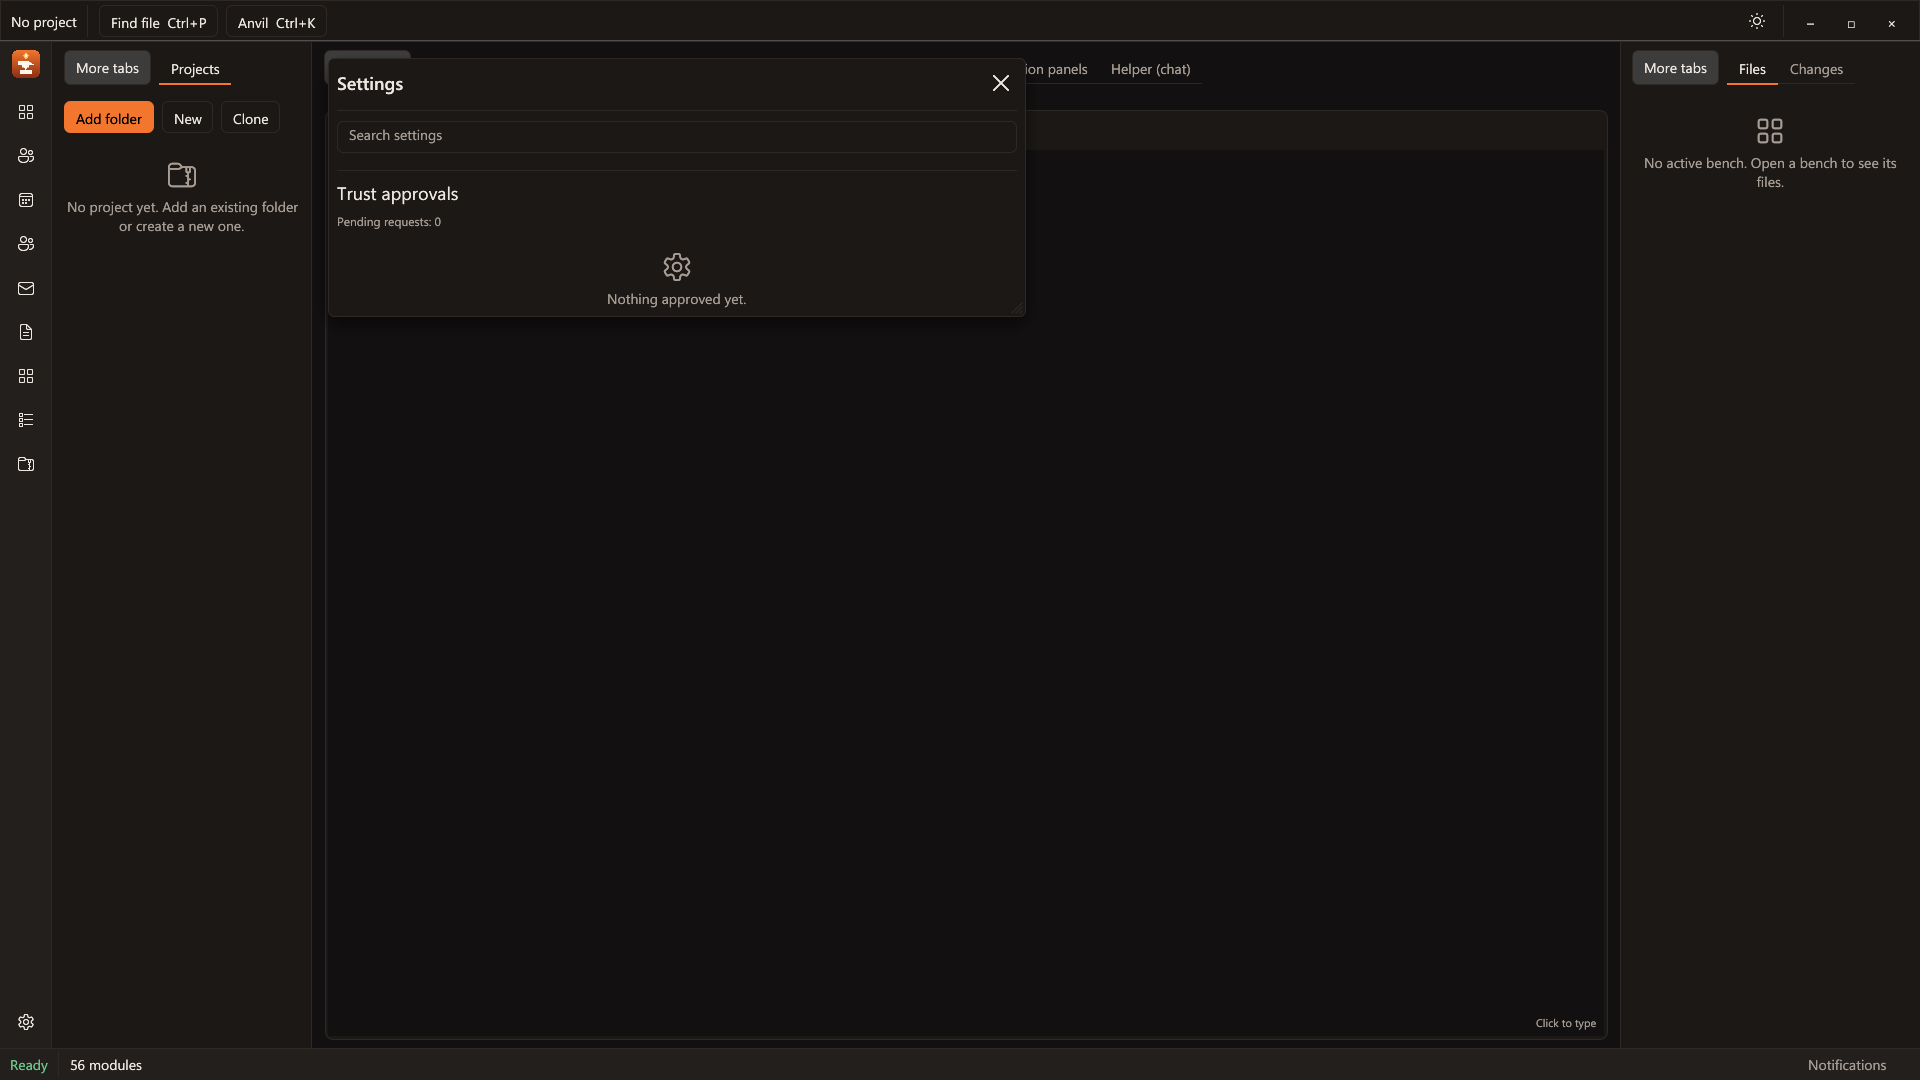 No project
Find file Ctrl+P
Anvil Ctrl+K
More tabs
Projects
Add folder
New
Clone
No project yet. Add an existing folder
or create a new one.
Settings
Search settings
Trust approvals
Pending requests: 0
Nothing approved yet.
panels
Helper (chat)
Click to type
More tabs
Files
Changes
No active bench. Open a bench to see its
files.
Ready
56 modules
Notifications